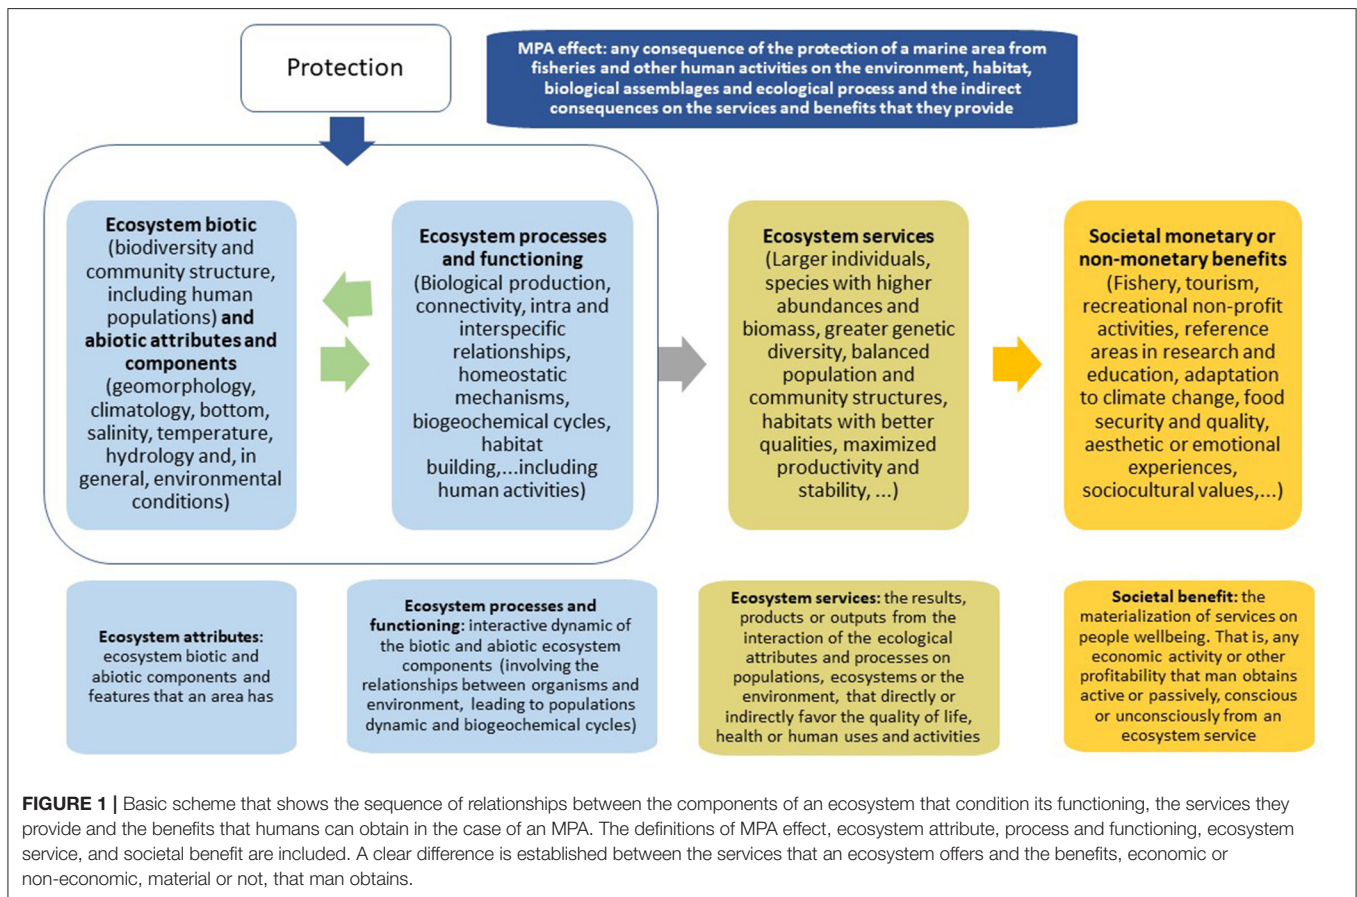 Protection
MPA effect: any consequence of the protection of a marine area from
fisheries and other human activities on the environment, habitat,
biological assemblages and ecological process and the indirect
consequences on the services and benefits that they provide
Ecosystem biotic
(biodiversity and
community structure,
including human
populations) and
abiotic attributes and
components
(geomorphology,
climatology, bottom,
salinity, temperature,
hydrology and, in
general, environmental
conditions)
Ecosystem processes
and functioning
(Biological production,
connectivity, intra and
interspecific
relationships,
homeostatic
mechanisms,
biogeochemical cycles,
habitat
building,...including
human activities)
Ecosystem services
(Larger individuals,
species with higher
abundances and
biomass, greater genetic
diversity, balanced
population and
community structures,
habitats with better
qualities, maximized
productivity and
stability, ...)
Societal monetary or
non-monetary benefits
(Fishery, tourism,
recreational non-profit
activities, reference
areas in research and
education, adaptation
to climate change, food
security and quality,
aesthetic or emotional
experiences,
sociocultural values,...)
Ecosystem attributes:
ecosystem biotic and
abiotic components and
features that an area has
Ecosystem processes and
functioning: interactive dynamic of
the biotic and abiotic ecosystem
components (involving the
relationships between organisms and
environment, leading to populations
dynamic and biogeochemical cycles)
Ecosystem services: the results,
products or outputs from the
interaction of the ecological
attributes and processes on
populations, ecosystems or the
environment, that directly or
indirectly favor the quality of life,
health or human uses and activities
Societal benefit: the
materialization of services on
people wellbeing. That is, any
economic activity or other
profitability that man obtains
active or passively, conscious
or unconsciously from an
ecosystem service
FIGURE 1 | Basic scheme that shows the sequence of relationships between the components of an ecosystem that condition its functioning, the services they
provide and the benefits that humans can obtain in the case of an MPA. The definitions of MPA effect, ecosystem attribute, process and functioning, ecosystem
service, and societal benefit are included. A clear difference is established between the services that an ecosystem offers and the benefits, economic or
non-economic, material or not, that man obtains.